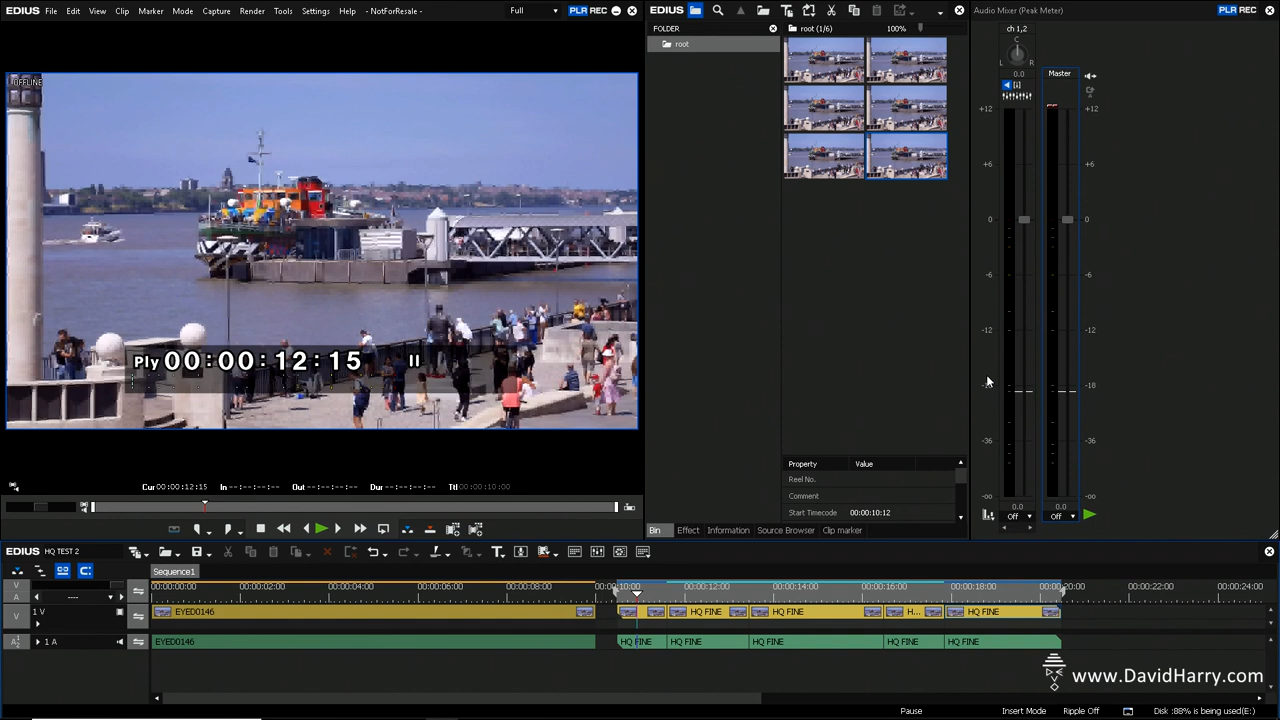 EDIUS File Edit View Clip Marker Mode Capture Render Tools Settings Help - NotForResale -
Full PLR REC
OFFLINE
Ply 00:00:12:15
Cur 00:00:12:15 In --:--:--:-- Out --:--:--:-- Dur --:--:--:-- Ttl 00:00:10:00
EDIUS
FOLDER
root
root (1/6) 100%
Property Value
Reel No.
Comment
Start Timecode 00:00:10:12
Bin Effect Information Source Browser Clip marker
Audio Mixer (Peak Meter) PLR REC
ch 1,2
C
L R
0.0
Master
+12 +12
+6 +6
0 0
-6 -6
-12 -12
-18
-36 -36
-oo -oo
0.0 0.0
Off Off
EDIUS HQ TEST 2
Sequence1
V
A
----
00:00:00:00 00:00:02:00 00:00:04:00 00:00:06:00 00:00:08:00 00:00:10:00 00:00:12:00 00:00:14:00 00:00:16:00 00:00:18:00 00:00:20:00 00:00:22:00 00:00:24:00
1 V
V EYED0146 HQ FINE HQ FINE H... HQ FINE
1 A EYED0146 HQ FINE HQ FINE HQ FINE HQ FINE HQ FINE
www.DavidHarry.com
Pause Insert Mode Ripple Off Disk :88% is being used(E:)